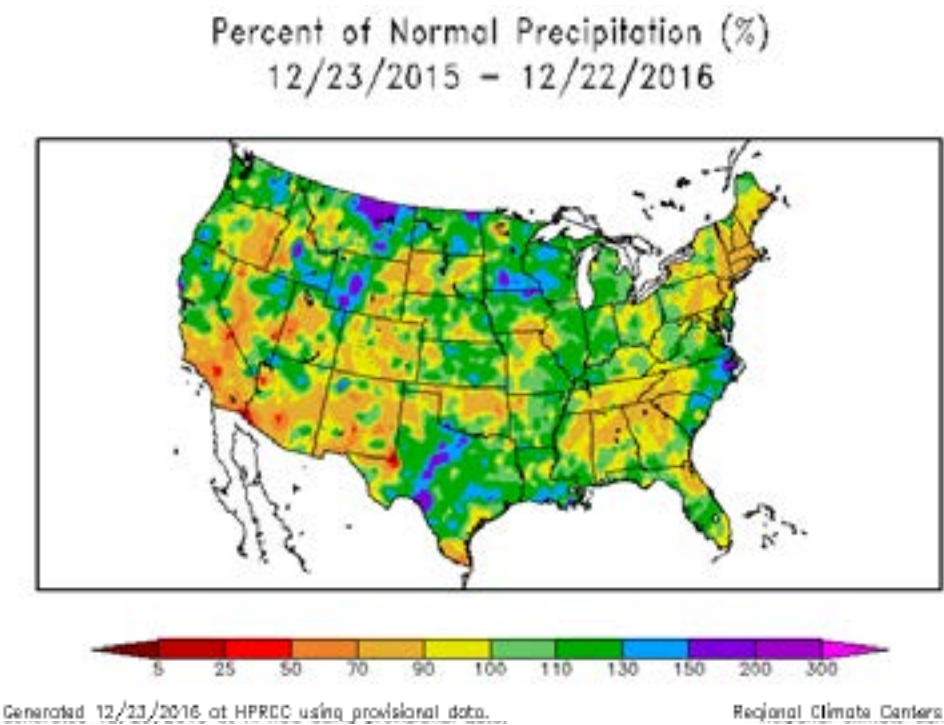 Percent of Normal Precipitation (%)
12/23/2015 – 12/22/2016
5 25 50 70 90 100 110 130 150 200 300
Generated 12/23/2016 at HPRCC using provisional data.
Regional Climate Centers